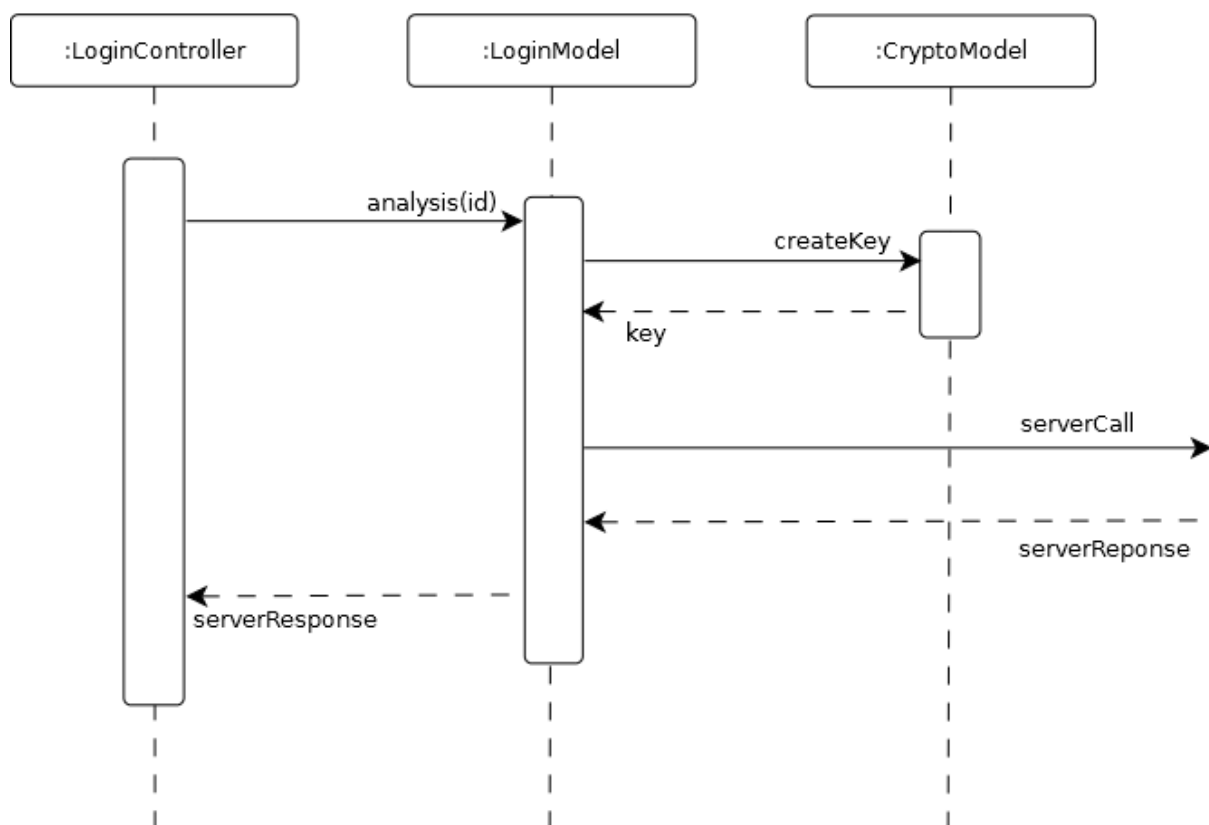 :LoginController
:LoginModel
:CryptoModel
analysis(id)
createKey
key
serverCall
serverReponse
serverResponse